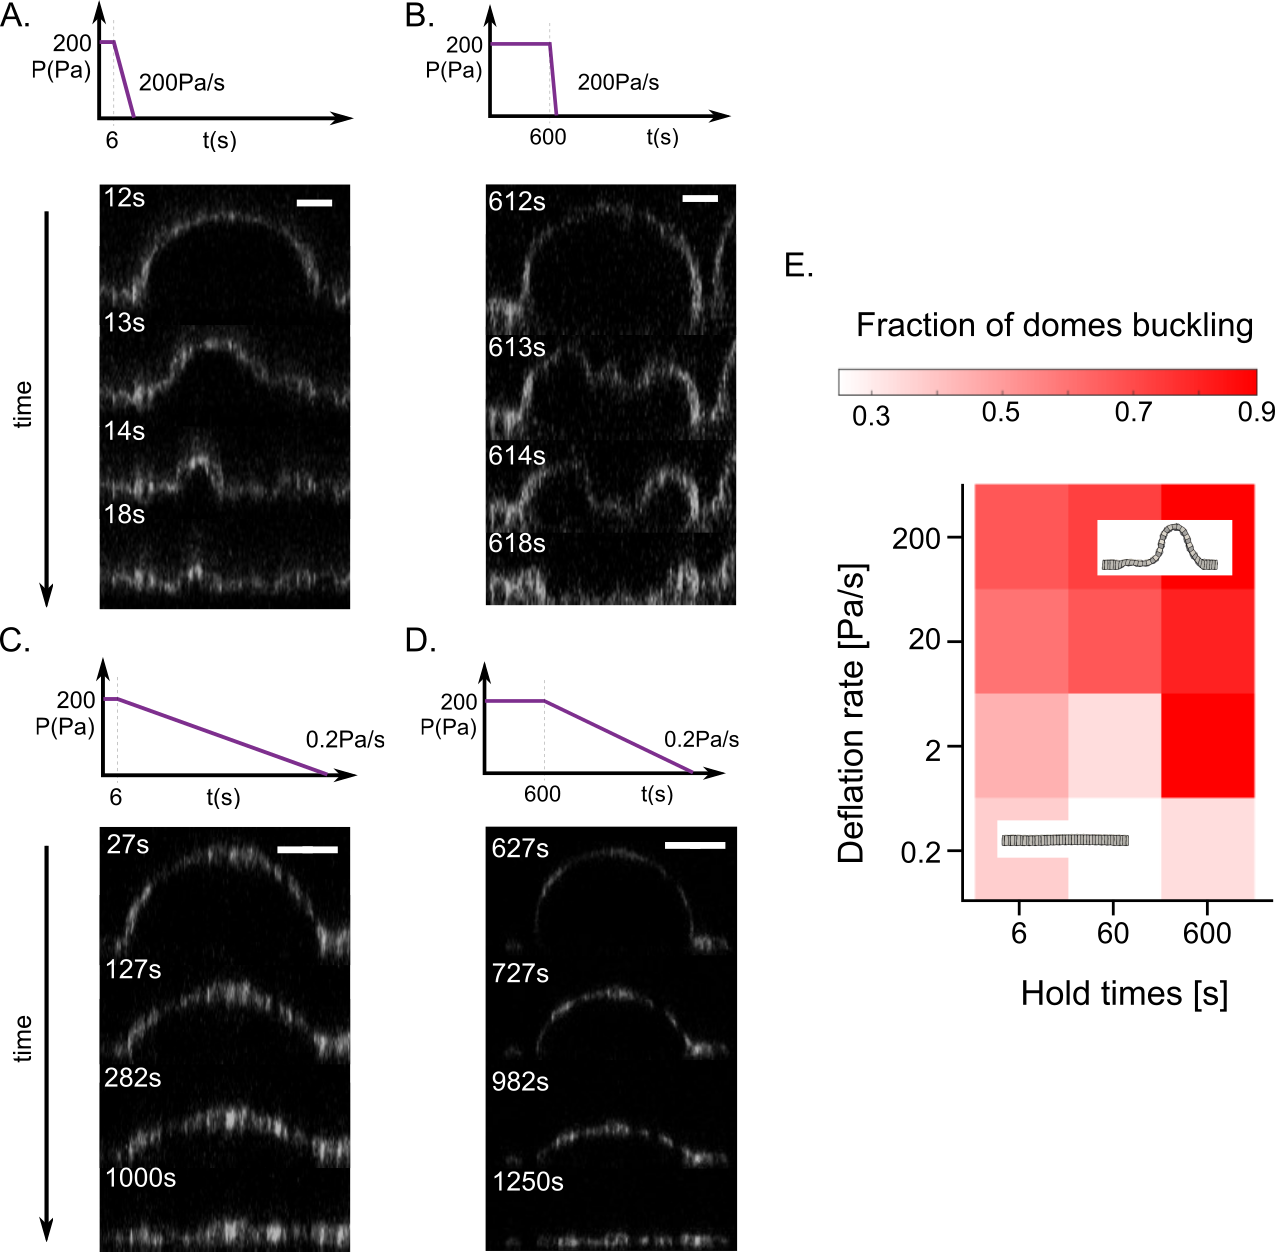 A.
200
P(Pa)
200Pa/s
6
t(s)
12s
13s
14s
18s
time
B.
200
P(Pa)
200Pa/s
600
t(s)
612s
613s
614s
618s
C.
200
P(Pa)
0.2Pa/s
6
t(s)
27s
127s
282s
1000s
time
D.
200
P(Pa)
0.2Pa/s
600
t(s)
627s
727s
982s
1250s
E.
Fraction of domes buckling
0.3 0.5 0.7 0.9
Deflation rate [Pa/s]
200
20
2
0.2
6 60 600
Hold times [s]